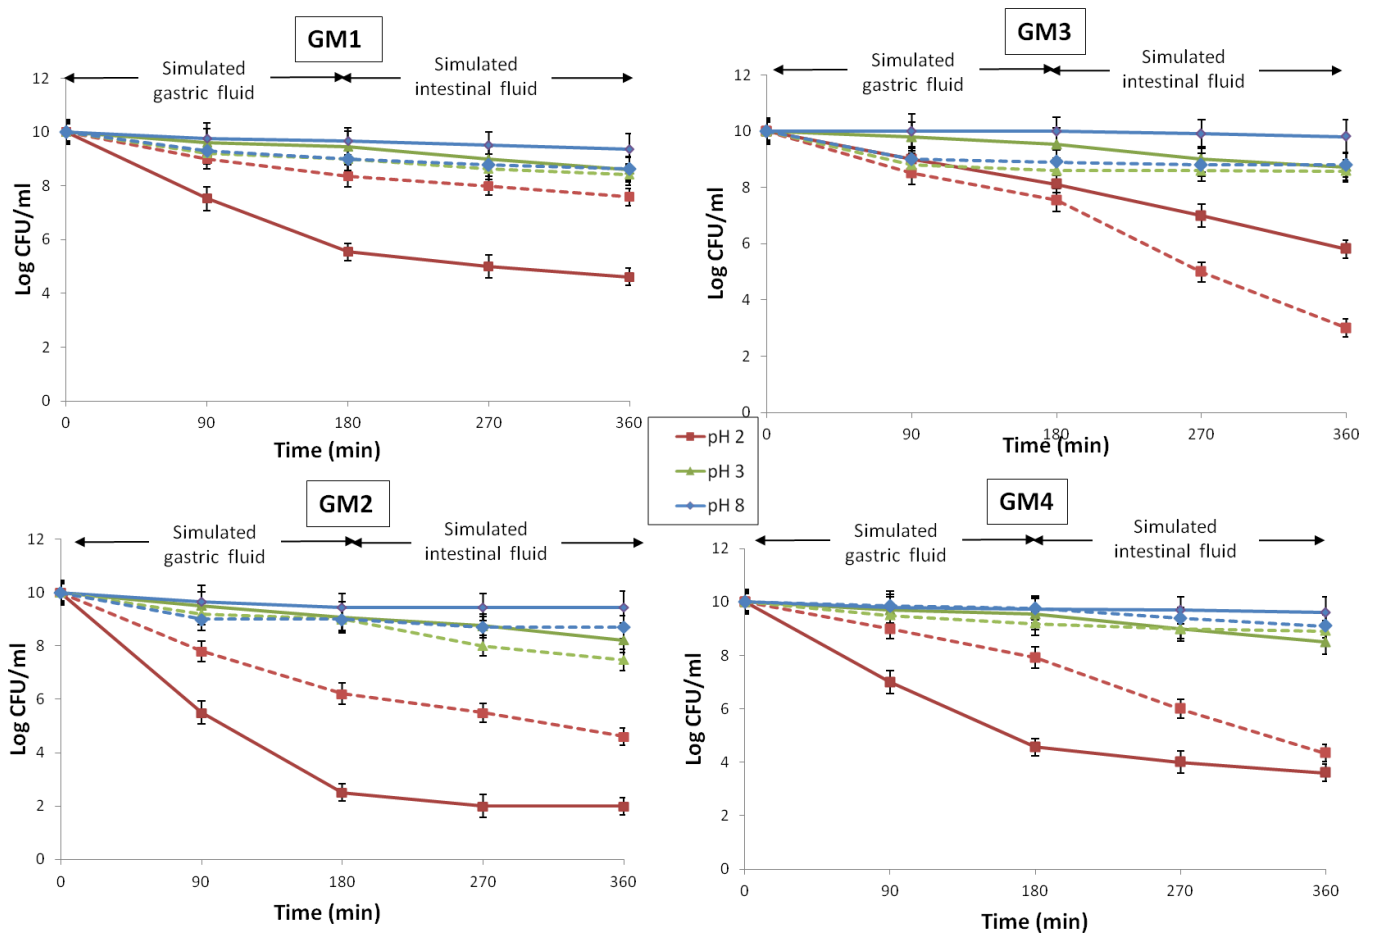 GM1
Simulated
gastric fluid
Simulated
intestinal fluid
12
10
8
6
4
2
0
Log CFU/ml
0 90 180 270 360
Time (min)
GM3
Simulated
gastric fluid
Simulated
intestinal fluid
12
10
8
6
4
2
0
Log CFU/ml
0 90 180 270 360
Time (min)
pH 2
pH 3
pH 8
GM2
Simulated
gastric fluid
Simulated
intestinal fluid
12
10
8
6
4
2
0
Log CFU/ml
0 90 180 270 360
Time (min)
GM4
Simulated
gastric fluid
Simulated
intestinal fluid
12
10
8
6
4
2
0
Log CFU/ml
0 90 180 270 360
Time (min)